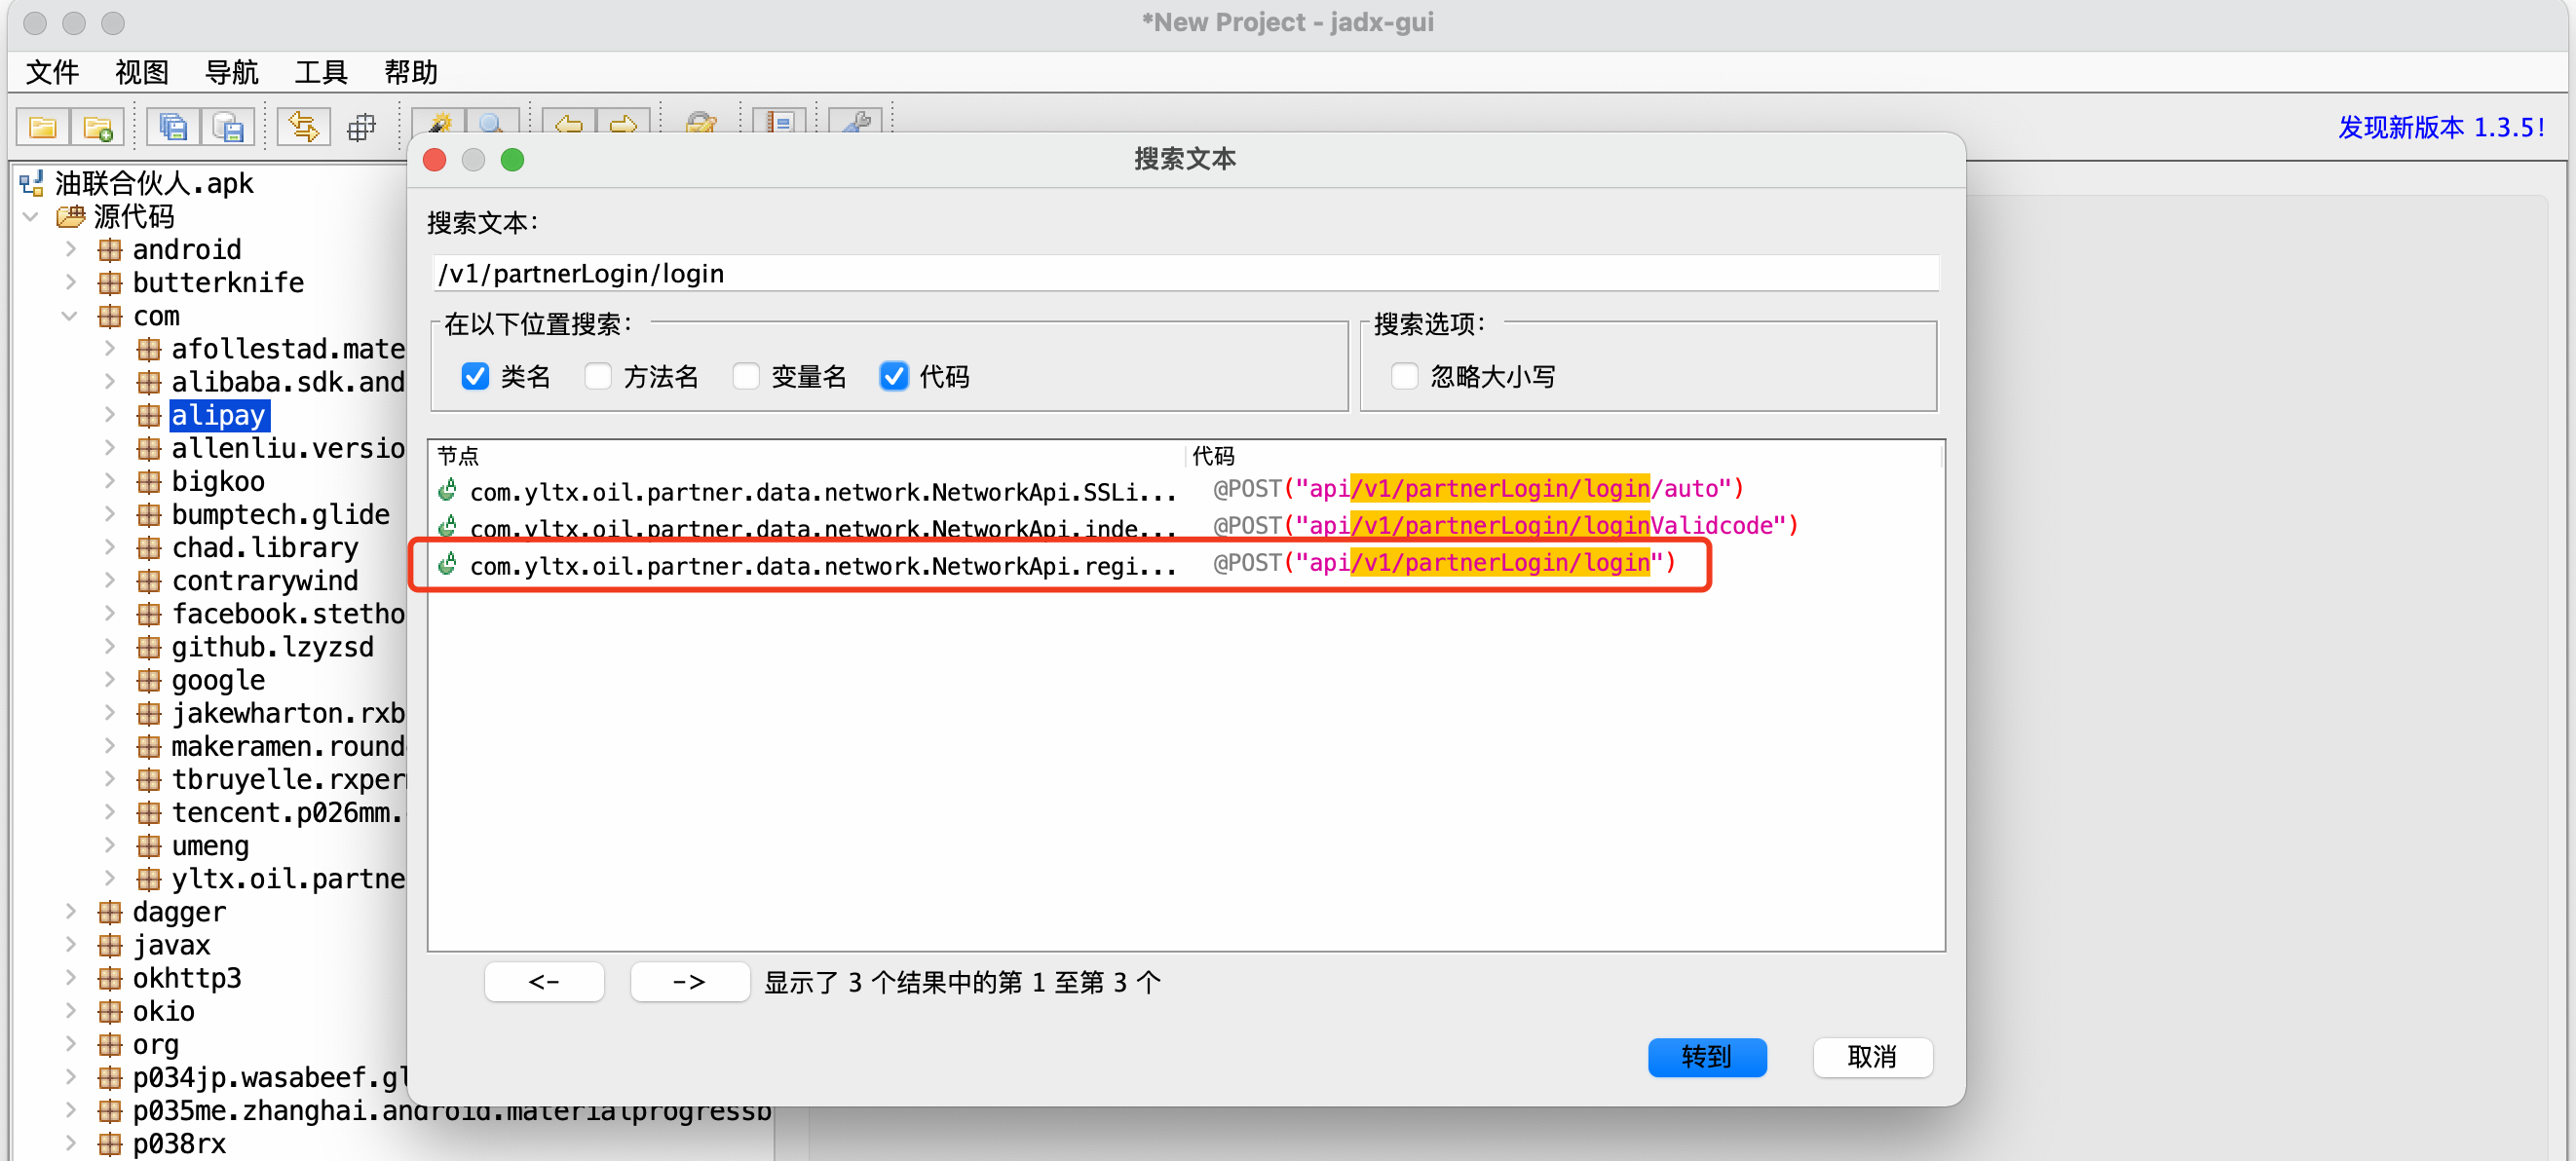 *New Project - jadx-gui
文件 视图 导航 工具 帮助
发现新版本 1.3.5!
油联合伙人.apk
源代码
android
butterknife
com
afollestad.mate
alibaba.sdk.and
alipay
allenliu.versio
bigkoo
bumptech.glide
chad.library
contrarywind
facebook.stetho
github.lzyzsd
google
jakewharton.rxb
makeramen.round
tbruyelle.rxper
tencent.p026mm.
umeng
yltx.oil.partne
dagger
javax
okhttp3
okio
org
p034jp.wasabeef.gl
p035me.zhanghai.android.materialprogressb
p038rx
搜索文本
搜索文本:
/v1/partnerLogin/login
在以下位置搜索:
类名 方法名 变量名 代码
搜索选项:
忽略大小写
节点 代码
com.yltx.oil.partner.data.network.NetworkApi.SSLi... @POST("api/v1/partnerLogin/login/auto")
com.yltx.oil.partner.data.network.NetworkApi.inde... @POST("api/v1/partnerLogin/loginValidcode")
com.yltx.oil.partner.data.network.NetworkApi.regi... @POST("api/v1/partnerLogin/login")
<- -> 显示了 3 个结果中的第 1 至第 3 个
转到 取消